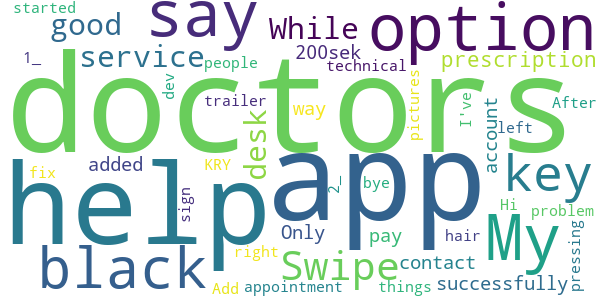 started
good
say
While
option
1_
service
200sek
people
technical
prescription
dev
doctors
trailer
way
pictures
I've
After
desk
account
left
help
app
key
added
KRY
fix
sign
2_
bye
Hi
problem
My
Only
pay
hair
right
black
Swipe
contact
pressing
Add
appointment
things
successfully